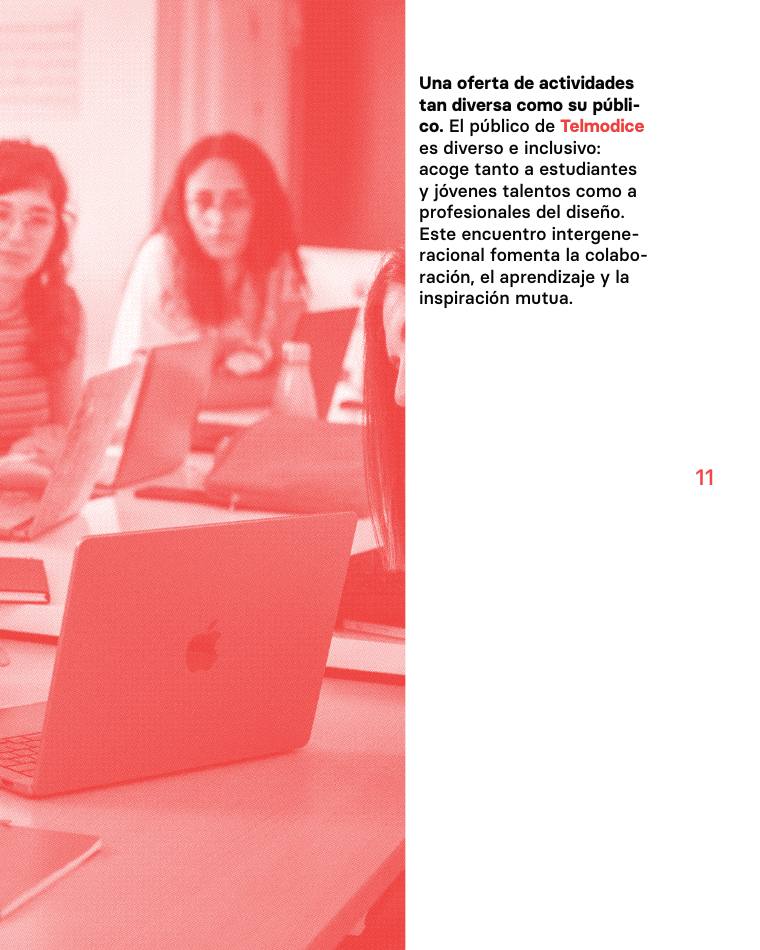 Una oferta de actividades
tan diversa como su públi-
co. El público de Telmodice
es diverso e inclusivo:
acoge tanto a estudiantes
y jóvenes talentos como a
profesionales del diseño.
Este encuentro intergene-
racional fomenta la colabo-
ración, el aprendizaje y la
inspiración mutua.
11